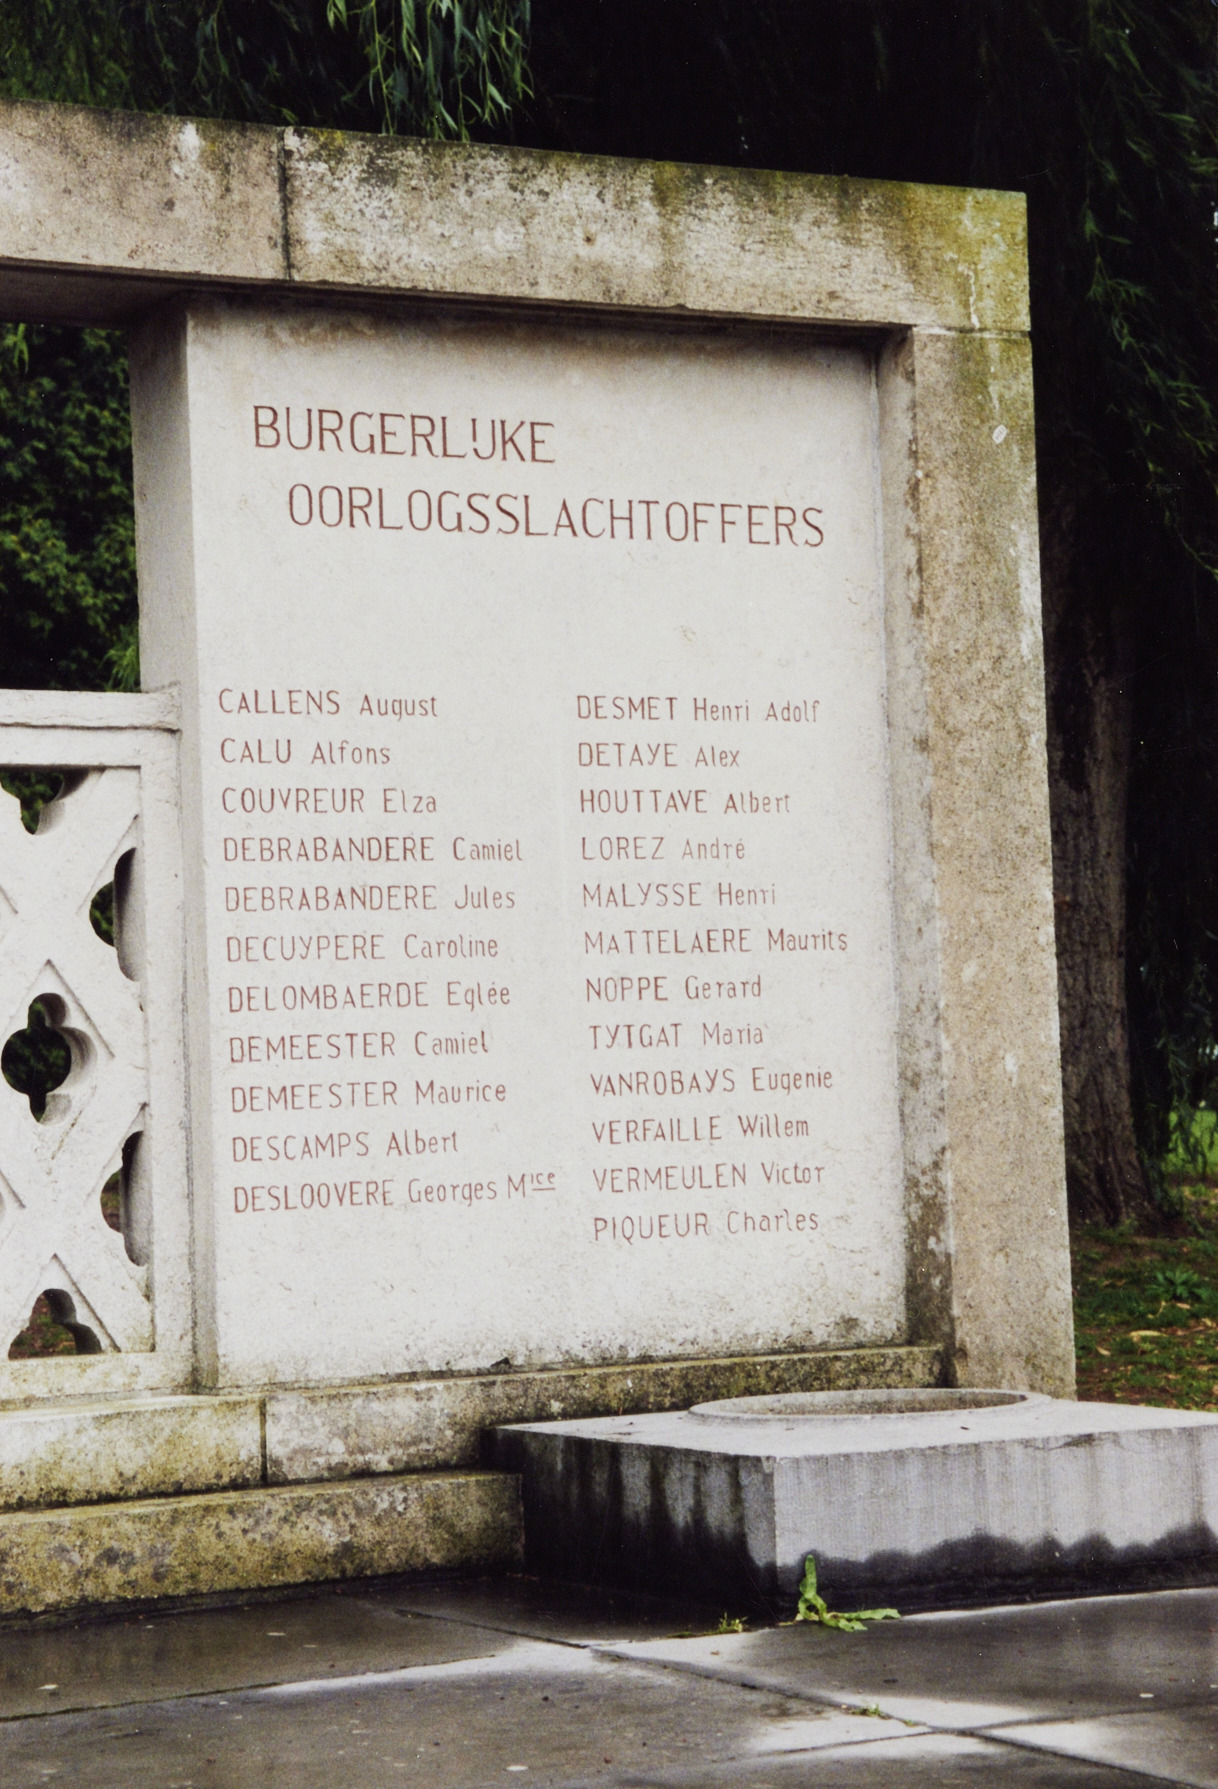 BURGERLIJKE
OORLOGSSLACHTOFFERS
CALLENS August
CALU Alfons
COUVREUR Elza
DEBRABANDERE Camiel
DEBRABANDERE Jules
DECUYPERE Caroline
DELOMBAERDE Eglée
DEMEESTER Camiel
DEMEESTER Maurice
DESCAMPS Albert
DESLOOVERE Georges Mice
DESMET Henri Adolf
DETAYE Alex
HOUTTAVE Albert
LOREZ André
MALYSSE Henri
MATTELAERE Maurits
NOPPE Gerard
TYTGAT Maria
VANROBAYS Eugenie
VERFAILLE Willem
VERMEULEN Victor
PIQUEUR Charles